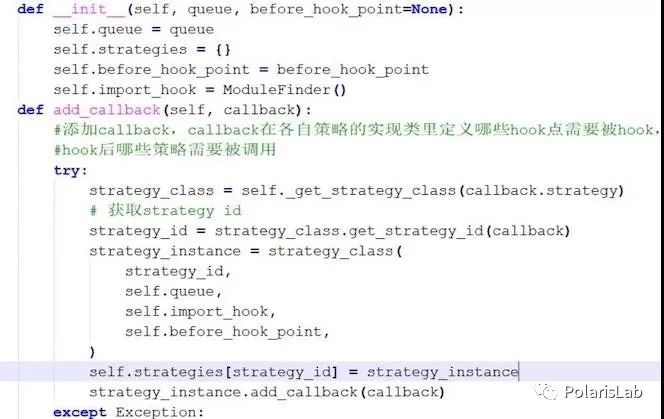 def __init__(self, queue, before_hook_point=None):
    self.queue = queue
    self.strategies = {}
    self.before_hook_point = before_hook_point
    self.import_hook = ModuleFinder()
def add_callback(self, callback):
    #添加callback，callback在各自策略的实现类里定义哪些hook点需要被hook，
    #hook后哪些策略需要被调用
    try:
        strategy_class = self._get_strategy_class(callback.strategy)
        # 获取strategy id
        strategy_id = strategy_class.get_strategy_id(callback)
        strategy_instance = strategy_class(
            strategy_id,
            self.queue,
            self.import_hook,
            self.before_hook_point,
        )
        self.strategies[strategy_id] = strategy_instance
        strategy_instance.add_callback(callback)
    except Exception:
PolarisLab